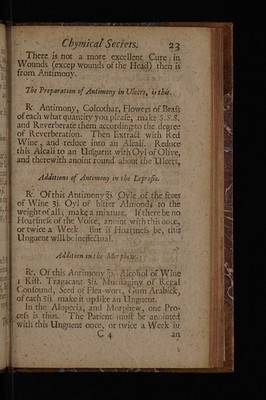 Chymical Secrets. 23
There is not a more excellent Cure in
Wounds (excep wounds of the Head) then is
from Antimony.
The Preparation of Antimony in Ulcers, is this.
℞ Antimony, Colcothar, Flowers of Brass
of each what quantity you please, make S.S.S.
and Reverberate them according to the degree
of Reverberation. Then Extract with Red
Wine, and reduce into an Alcali. Reduce
this Alcali to an Unguent with Oyl of Olive,
and therewith anoint round about the Ulcers,
Additions of Antimony in the Leprosie.
℞ Of this Antimony ℥. Oyle of the feces
of Wine ʒi. Oyl of bitter Almonds to the
weight of all; make a mixture. If there be no
Hoarsness of the Voice, anoint with this once,
or twice a Week But if Hoarsness be, this
Unguent will be ineffectual.
Addition in the Morphew.
℞. Of this Antimony Alcohol of Wine
1 Kist. Tragacant ʒii. Mucilaginy of Regal
Consound, Seed of Flea-wort, Gum Arabick,
of each ʒii. make it up like an Unguent.
In the Alopecia, and Morphew, one Pro-
cess is thus. The Patient must be anointed
with this Unguent once, or twice a Week in
C 4 an